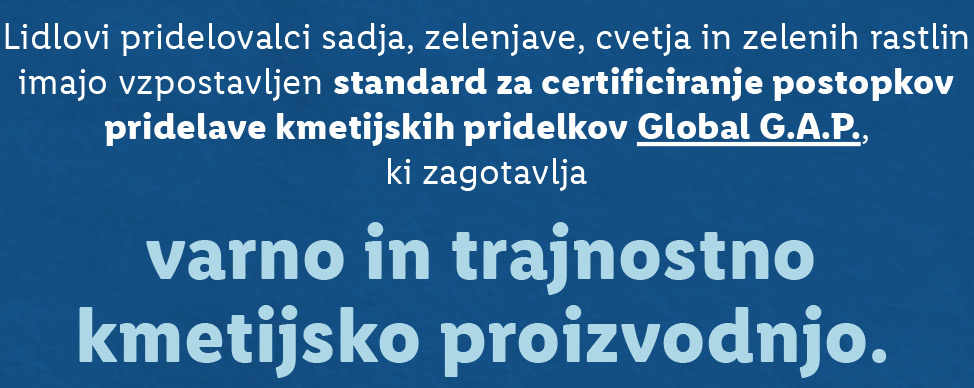 Lidlovi pridelovalci sadja, zelenjave, cvetja in zelenih rastlin
imajo vzpostavljen standard za certificiranje postopkov
pridelave kmetijskih pridelkov Global G.A.P.,
ki zagotavlja
varno in trajnostno
kmetijsko proizvodnjo.